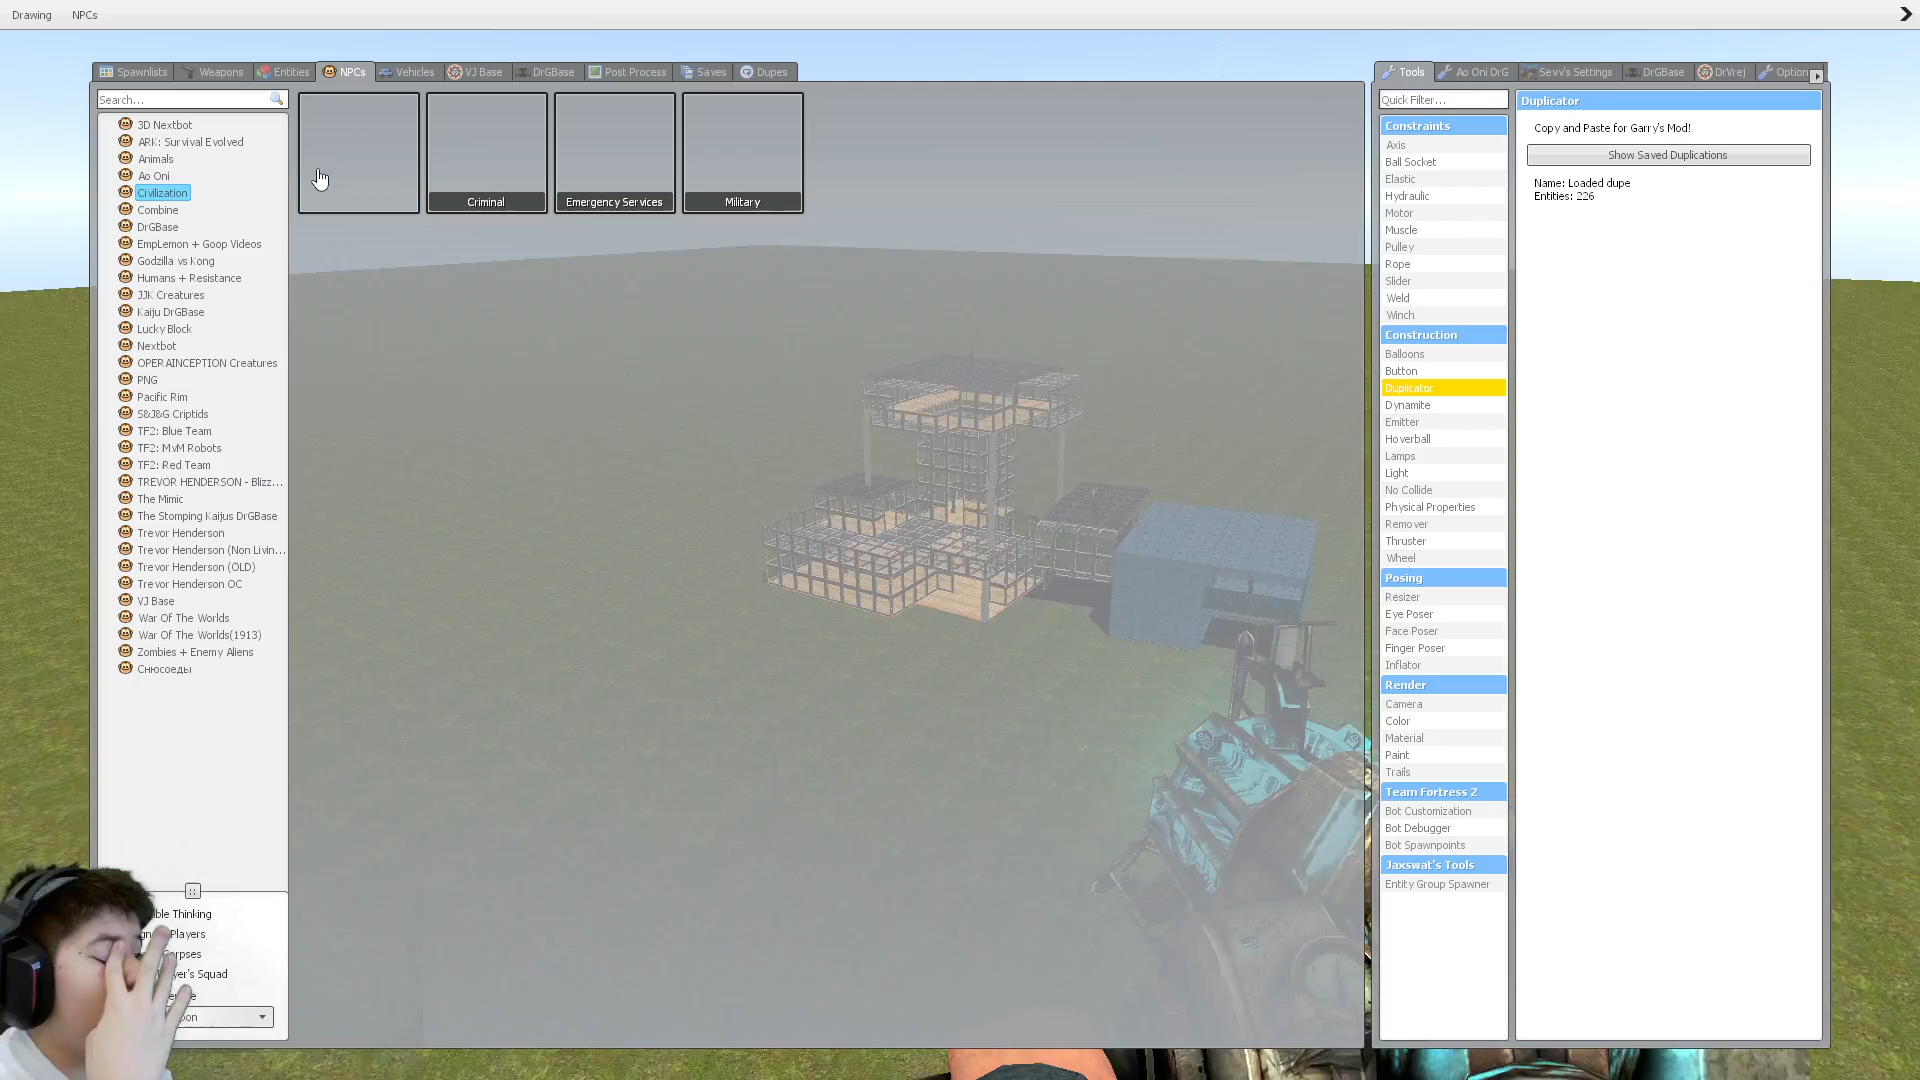 Drawing NPCs
Spawnlists Weapons Entities NPCs Vehicles VJ Base DrGBase Post Process Saves Dupes
Search...
3D Nextbot
ARK: Survival Evolved
Animals
Ao Oni
Civilization
Combine
DrGBase
EmpLemon + Goop Videos
Godzilla vs Kong
Humans + Resistance
JJK Creatures
Kaiju DrGBase
Lucky Block
Nextbot
OPERAINCEPTION Creatures
PNG
Pacific Rim
S&J&G Criptids
TF2: Blue Team
TF2: MvM Robots
TF2: Red Team
TREVOR HENDERSON - Blizz...
The Mimic
The Stomping Kaijus DrGBase
Trevor Henderson
Trevor Henderson (Non Livin...
Trevor Henderson (OLD)
Trevor Henderson OC
VJ Base
War Of The Worlds
War Of The Worlds(1913)
Zombies + Enemy Aliens
Снюсоеды
Thinking
Players
Squad
Criminal
Emergency Services
Military
Tools Ao Oni DrG Sevv's Settings DrGBase DrVrej Option
Quick Filter...
Constraints
Axis
Ball Socket
Elastic
Hydraulic
Motor
Muscle
Pulley
Rope
Slider
Weld
Winch
Construction
Balloons
Button
Duplicator
Dynamite
Emitter
Hoverball
Lamps
Light
No Collide
Physical Properties
Remover
Thruster
Wheel
Posing
Resizer
Eye Poser
Face Poser
Finger Poser
Inflator
Render
Camera
Color
Material
Paint
Trails
Team Fortress 2
Bot Customization
Bot Debugger
Bot Spawnpoints
Jaxswat's Tools
Entity Group Spawner
Duplicator
Copy and Paste for Garry's Mod!
Show Saved Duplications
Name: Loaded dupe
Entities: 226